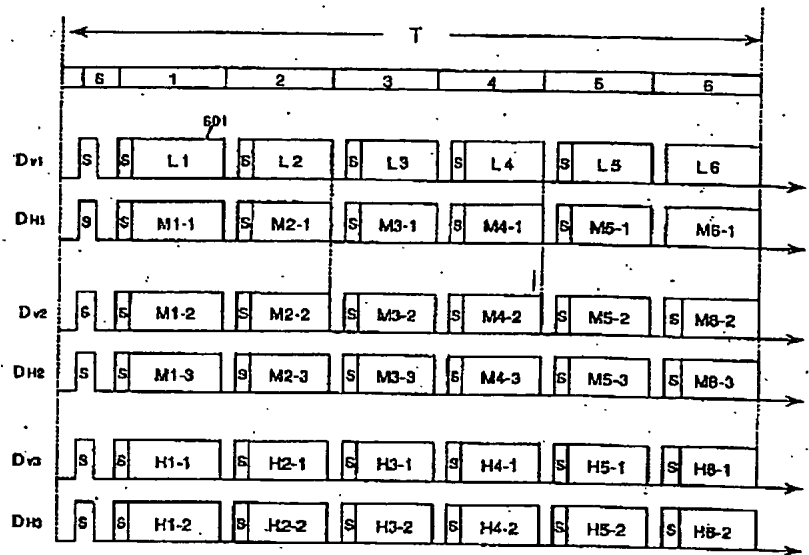 T
S 1 2 3 4 5 6
601
Dv1 S S L1 S L2 S L3 S L4 S L5 L6
DH1 S S M1-1 S M2-1 S M3-1 S M4-1 S M5-1 M6-1
Dv2 S S M1-2 S M2-2 S M3-2 S M4-2 S M5-2 S M6-2
DH2 S S M1-3 S M2-3 S M3-3 S M4-3 S M5-3 S M6-3
Dv3 S S H1-1 S H2-1 S H3-1 S H4-1 S H5-1 S H6-1
DH3 S S H1-2 S H2-2 S H3-2 S H4-2 S H5-2 S H6-2